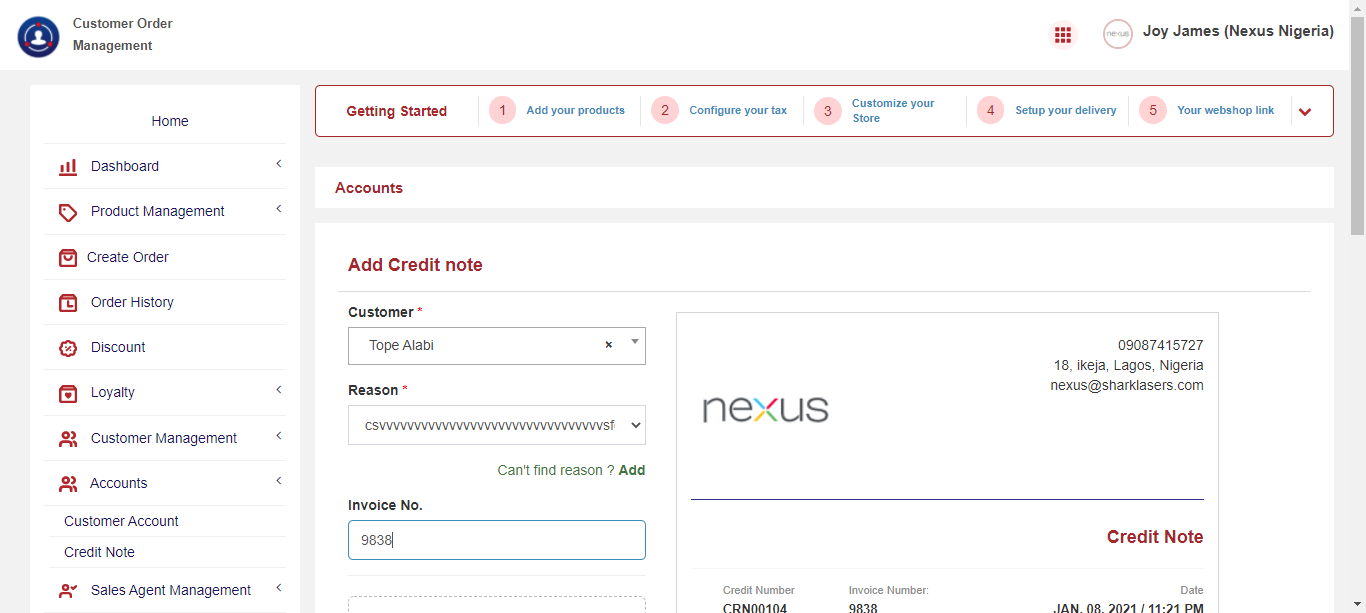 Customer Order
Management
nexus
Joy James (Nexus Nigeria)
Home
Dashboard
Product Management
Create Order
Order History
Discount
Loyalty
Customer Management
Accounts
Customer Account
Credit Note
Sales Agent Management
Getting Started
1 Add your products
2 Configure your tax
3 Customize your
Store
4 Setup your delivery
5 Your webshop link
Accounts
Add Credit note
Customer *
Tope Alabi ×
Reason *
Can't find reason ? Add
Invoice No.
9838
09087415727
18, ikeja, Lagos, Nigeria
nexus@sharklasers.com
nexus
Credit Note
Credit Number Invoice Number: Date
CRN00104 9838 JAN. 08, 2021 / 11:21 PM